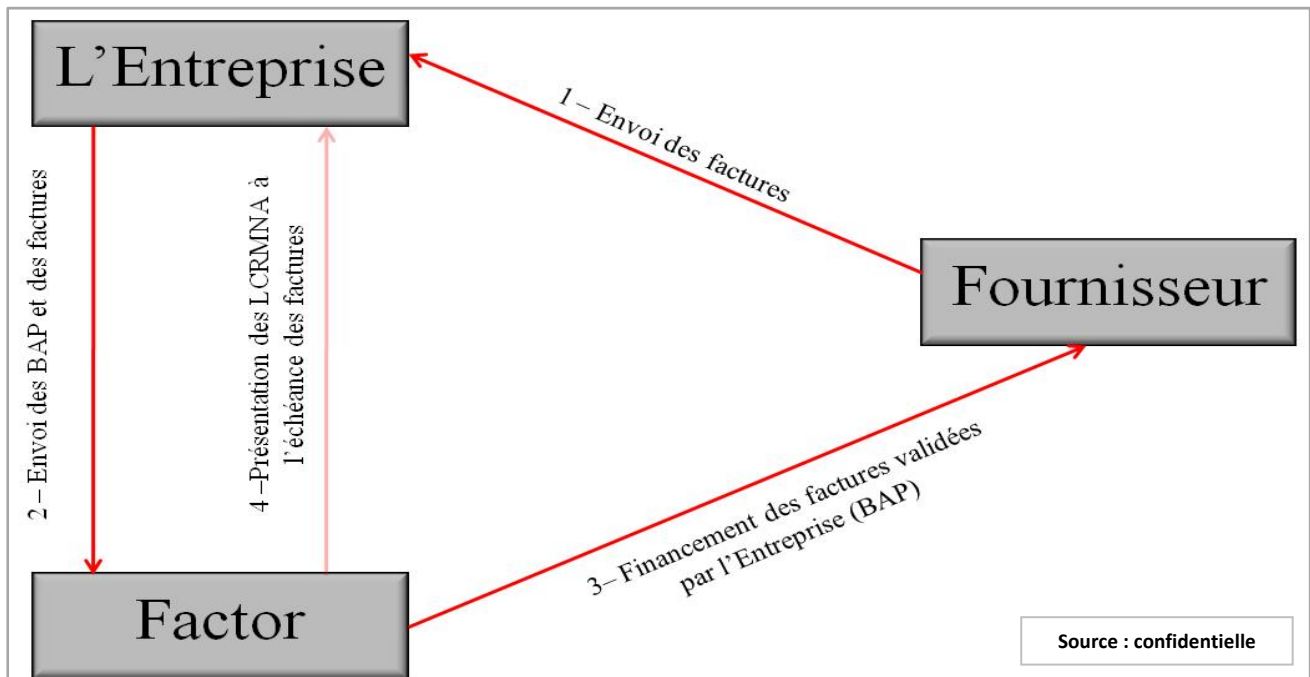 L'Entreprise
1 – Envoi des factures
2 – Envoi des BAP et des factures
4 –Présentation des LCRMNA à
l'échéance des factures
Fournisseur
3– Financement des factures validées
par l'Entreprise (BAP)
Factor
Source : confidentielle